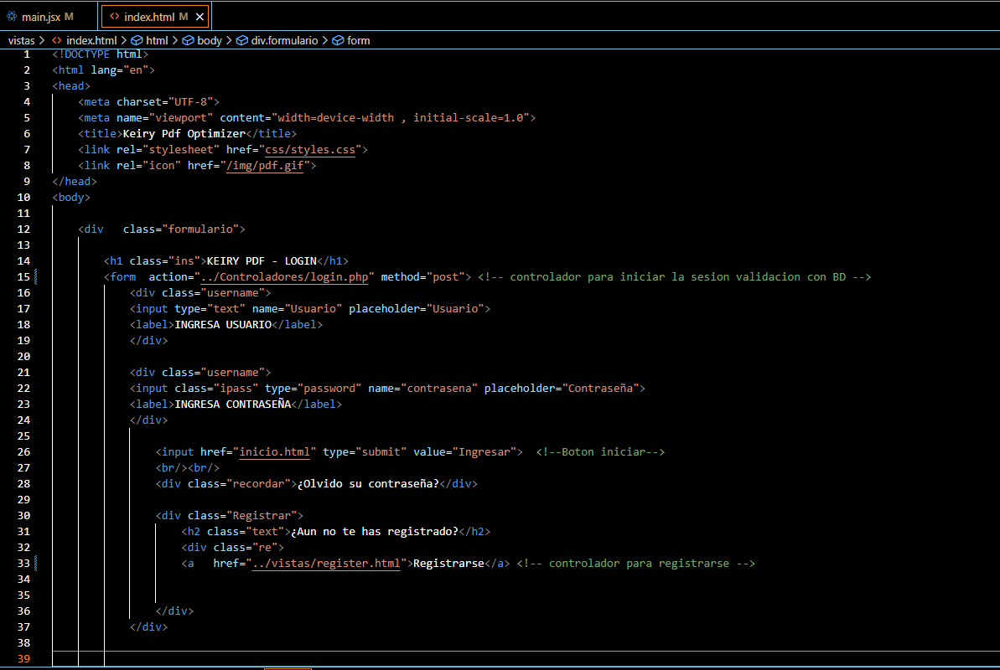 main.jsx M index.html M ×
vistas > <> index.html > html > body > div.formulario > form
1 <!DOCTYPE html>
2 <html lang="en">
3 <head>
4     <meta charset="UTF-8">
5     <meta name="viewport" content="width=device-width , initial-scale=1.0">
6     <title>Keiry Pdf Optimizer</title>
7     <link rel="stylesheet" href="css/styles.css">
8     <link rel="icon" href="/img/pdf.gif">
9 </head>
10 <body>
11
12     <div   class="formulario">
13
14         <h1 class="ins">KEIRY PDF - LOGIN</h1>
15         <form  action="../Controladores/login.php" method="post"> <!-- controlador para iniciar la sesion validacion con BD -->
16             <div class="username">
17             <input type="text" name="Usuario" placeholder="Usuario">
18             <label>INGRESA USUARIO</label>
19             </div>
20
21             <div class="username">
22             <input class="ipass" type="password" name="contrasena" placeholder="Contraseña">
23             <label>INGRESA CONTRASEÑA</label>
24             </div>
25
26                 <input href="inicio.html" type="submit" value="Ingresar">  <!--Boton iniciar-->
27                 <br/><br/>
28                 <div class="recordar">¿Olvido su contraseña?</div>
29
30                 <div class="Registrar">
31                     <h2 class="text">¿Aun no te has registrado?</h2>
32                     <div class="re">
33                     <a   href="../vistas/register.html">Registrarse</a> <!-- controlador para registrarse -->
34
35
36                 </div>
37             </div>
38
39